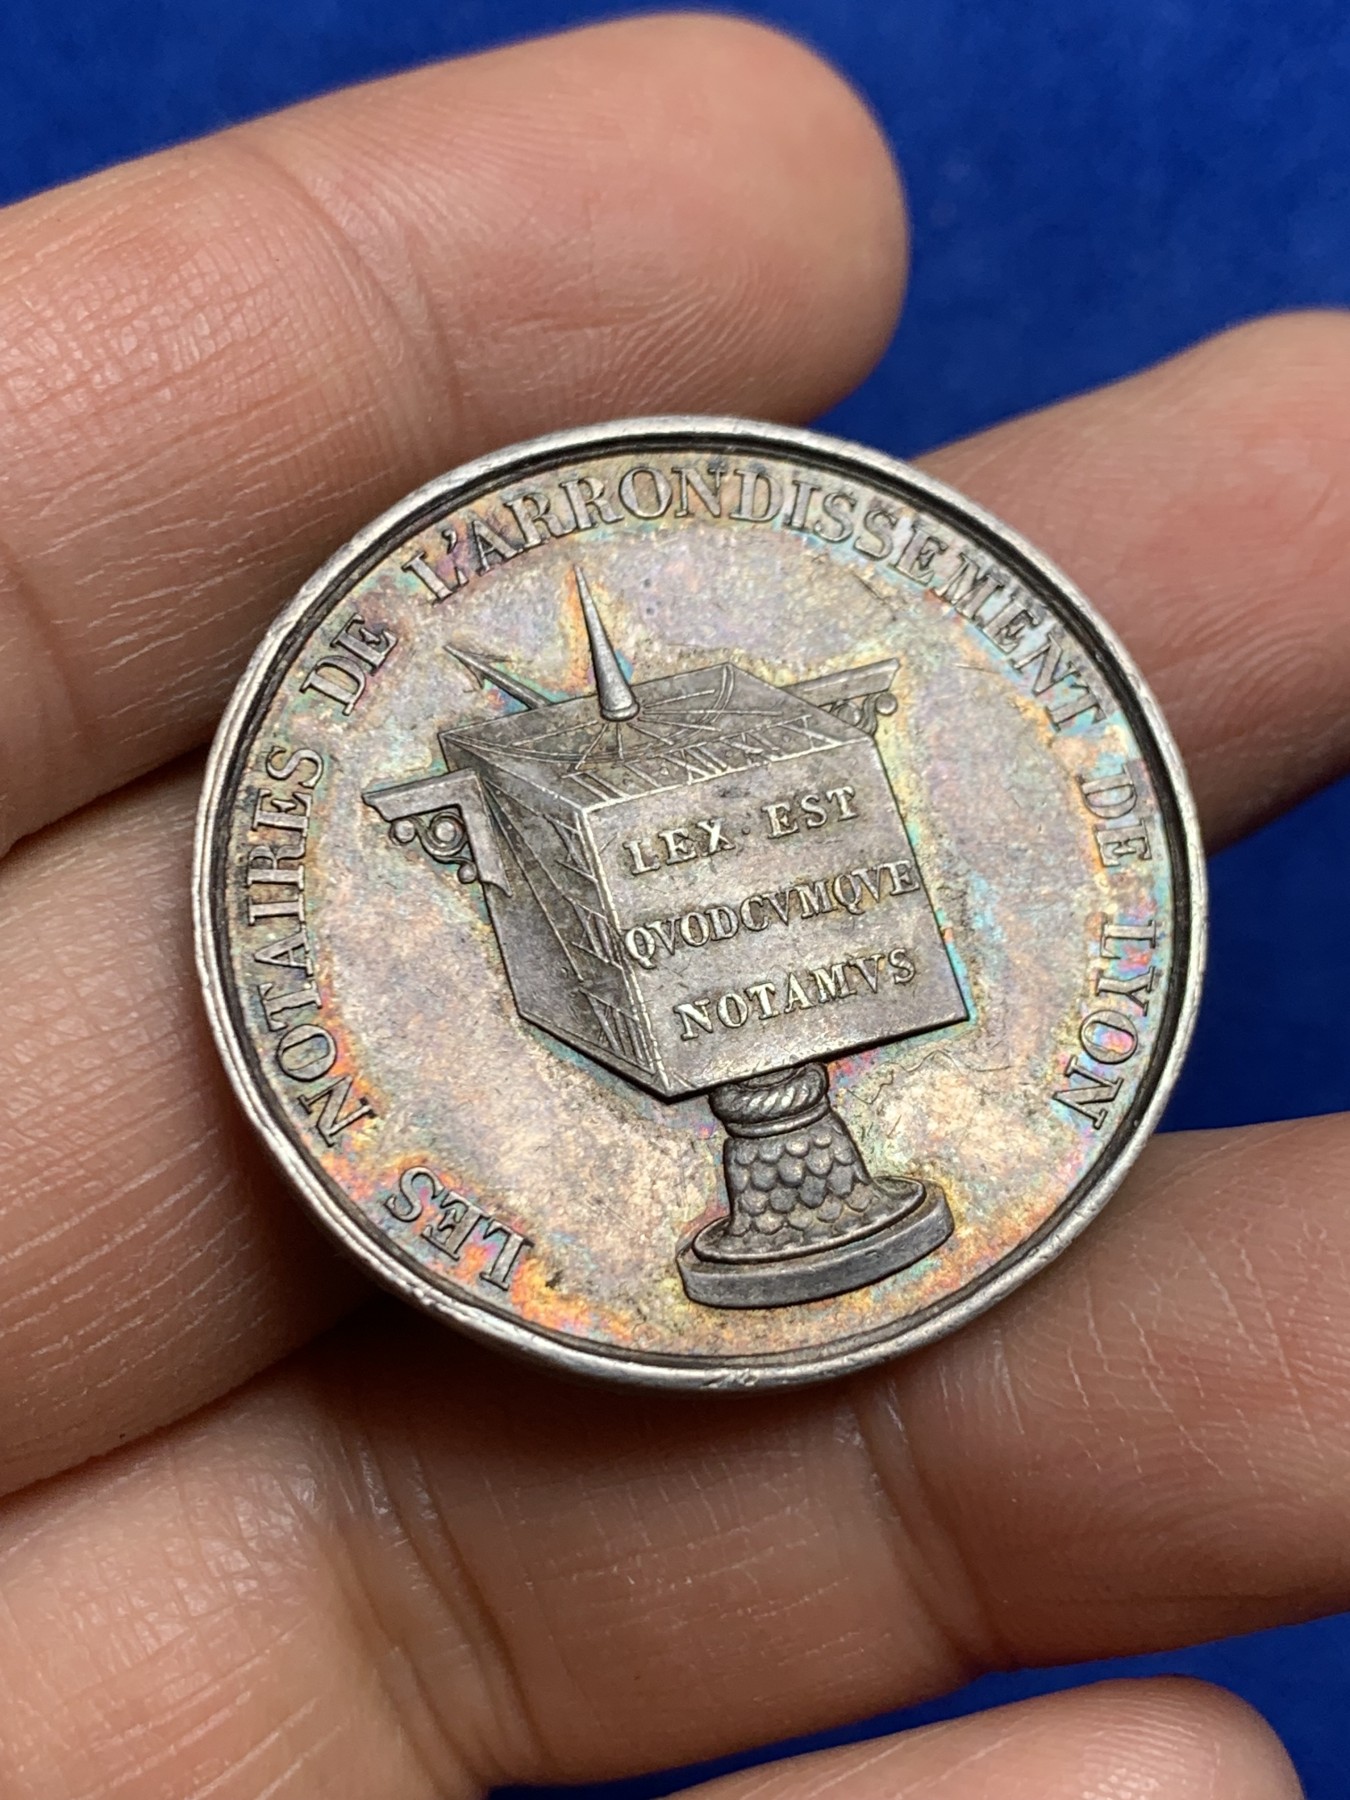 LES NOTAIRES DE L'ARRONDISSEMENT DE LYON
LEX · EST
QVODCVMQVE
NOTAMVS